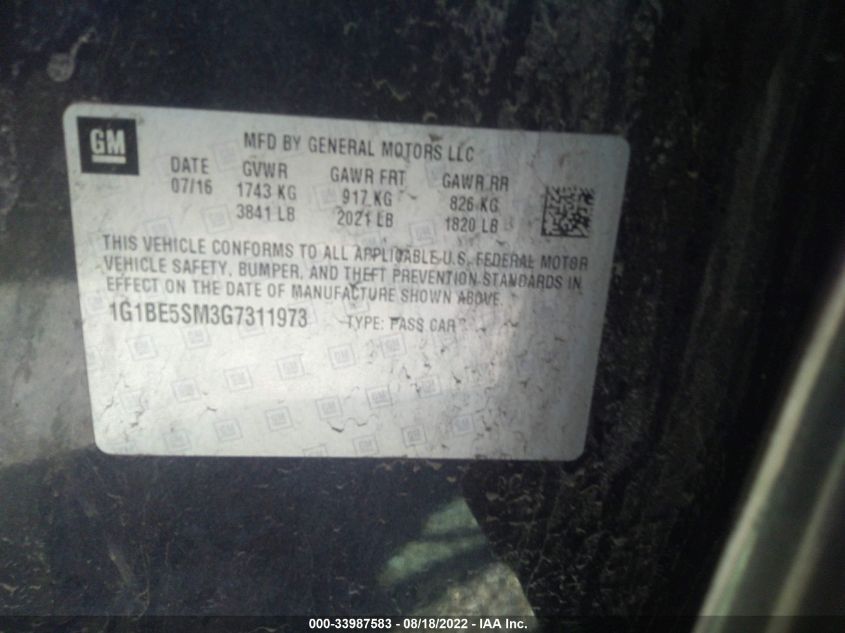 GM
MFD BY GENERAL MOTORS LLC
DATE GVWR GAWR FRT GAWR RR
07/16 1743 KG 917 KG 826 KG
3841 LB 2021 LB 1820 LB
THIS VEHICLE CONFORMS TO ALL APPLICABLE U.S. FEDERAL MOTOR
VEHICLE SAFETY, BUMPER, AND THEFT PREVENTION STANDARDS IN
EFFECT ON THE DATE OF MANUFACTURE SHOWN ABOVE.
1G1BE5SM3G7311973 TYPE: PASS CAR
000-33987583 - 08/18/2022 - IAA Inc.